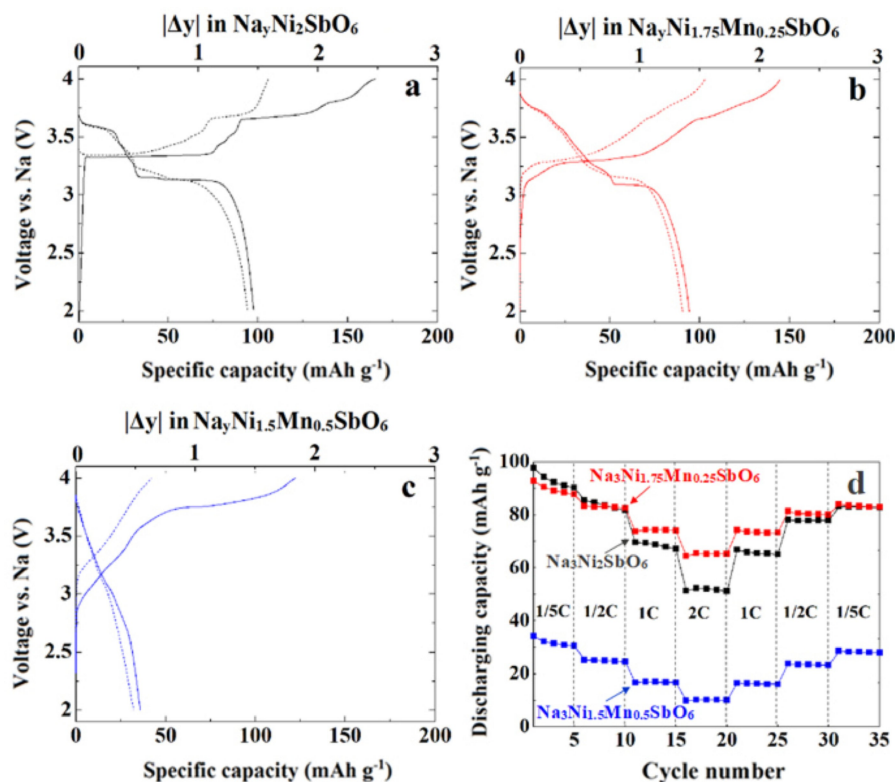 |Δy| in NaᵧNi₂SbO₆
0 1 2 3
a
4
3.5
3
2.5
2
Voltage vs. Na (V)
0 50 100 150 200
Specific capacity (mAh g⁻¹)
|Δy| in NaᵧNi₁.₇₅Mn₀.₂₅SbO₆
0 1 2 3
b
4
3.5
3
2.5
2
Voltage vs. Na (V)
0 50 100 150 200
Specific capacity (mAh g⁻¹)
|Δy| in NaᵧNi₁.₅Mn₀.₅SbO₆
0 1 2 3
c
4
3.5
3
2.5
2
Voltage vs. Na (V)
0 50 100 150 200
Specific capacity (mAh g⁻¹)
d
100
80
60
40
20
0
Discharging capacity (mAh g⁻¹)
Na₃Ni₁.₇₅Mn₀.₂₅SbO₆
Na₃Ni₂SbO₆
1/5C 1/2C 1C 2C 1C 1/2C 1/5C
Na₃Ni₁.₅Mn₀.₅SbO₆
5 10 15 20 25 30 35
Cycle number